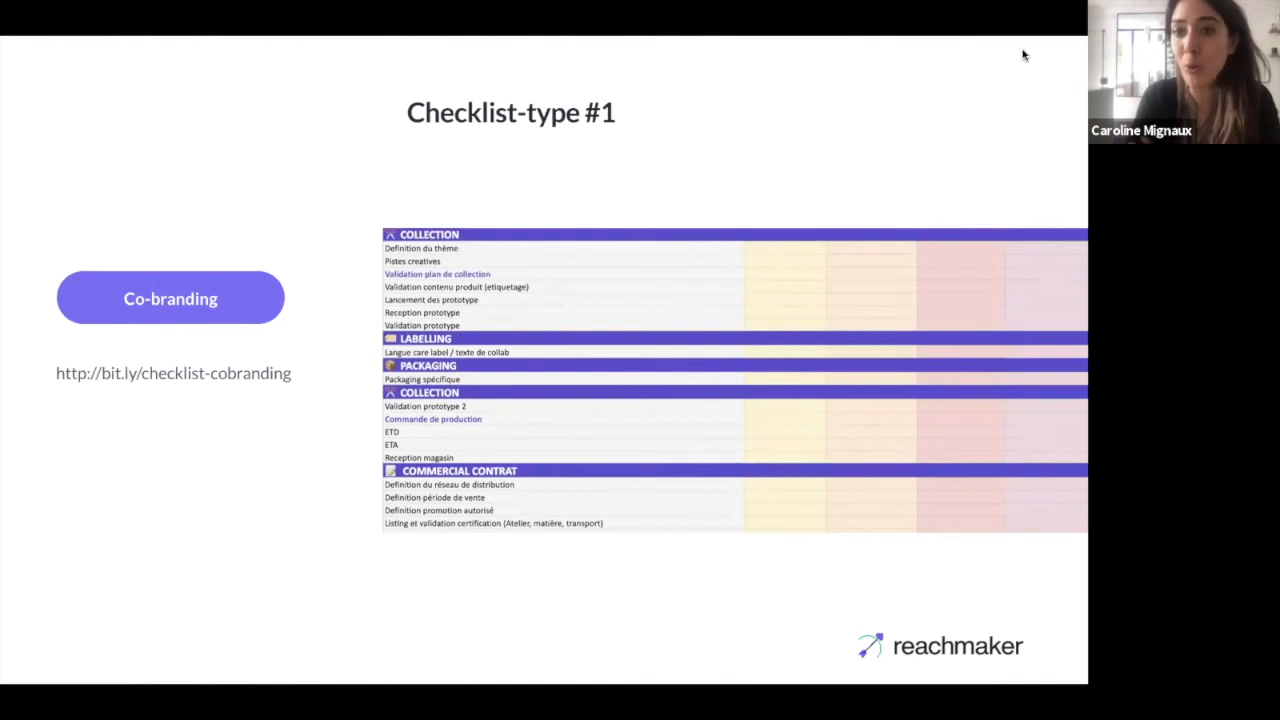 Checklist-type #1
Caroline Mignaux
Co-branding
http://bit.ly/checklist-cobranding
COLLECTION
Definition du thème
Pistes creatives
Validation plan de collection
Validation contenu produit (etiquetage)
Lancement des prototype
Reception prototype
Validation prototype
LABELLING
Langue care label / texte de collab
PACKAGING
Packaging spécifique
COLLECTION
Validation prototype 2
Commande de production
ETD
ETA
Reception magasin
COMMERCIAL CONTRAT
Definition du réseau de distribution
Definition période de vente
Definition promotion autorisé
Listing et validation certification (Atelier, matière, transport)
reachmaker